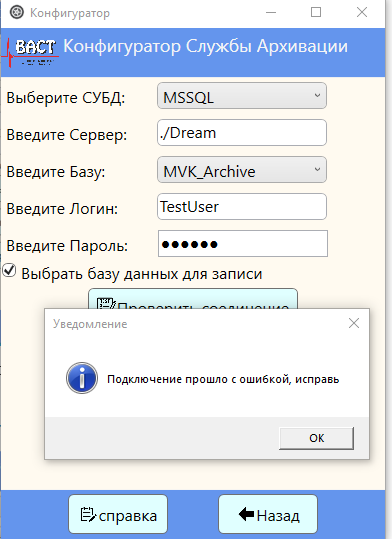 Конфигуратор
ВАСТ Конфигуратор Службы Архивации
Выберите СУБД: MSSQL
Введите Сервер: ./Dream
Введите Базу: MVK_Archive
Введите Логин: TestUser
Введите Пароль: ●●●●●●
Выбрать базу данных для записи
Проверить соединение
Уведомление
Подключение прошло с ошибкой, исправь
ОК
справка
Назад